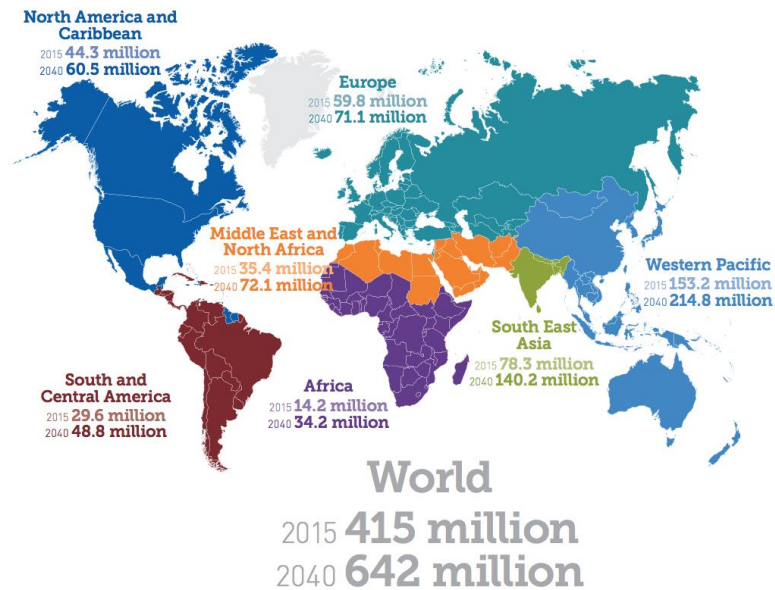 North America and
Caribbean
2015 44.3 million
2040 60.5 million
Europe
2015 59.8 million
2040 71.1 million
Middle East and
North Africa
2015 35.4 million
2040 72.1 million
Western Pacific
2015 153.2 million
2040 214.8 million
South East
Asia
2015 78.3 million
2040 140.2 million
South and
Central America
2015 29.6 million
2040 48.8 million
Africa
2015 14.2 million
2040 34.2 million
World
2015 415 million
2040 642 million